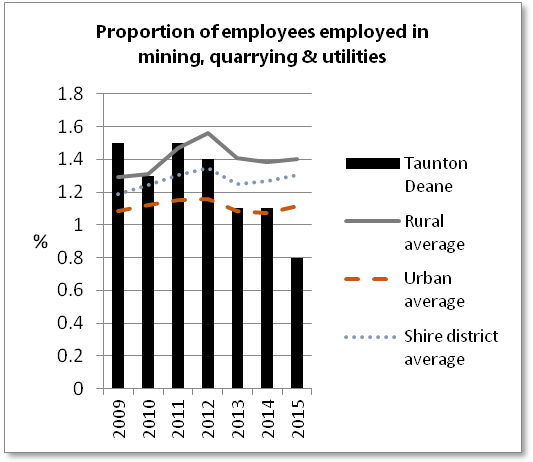 Proportion of employees employed in
mining, quarrying & utilities
1.8
1.6
1.4
1.2
1
0.8
0.6
0.4
0.2
0
%
2009
2010
2011
2012
2013
2014
2015
Taunton
Deane
Rural
average
Urban
average
Shire district
average